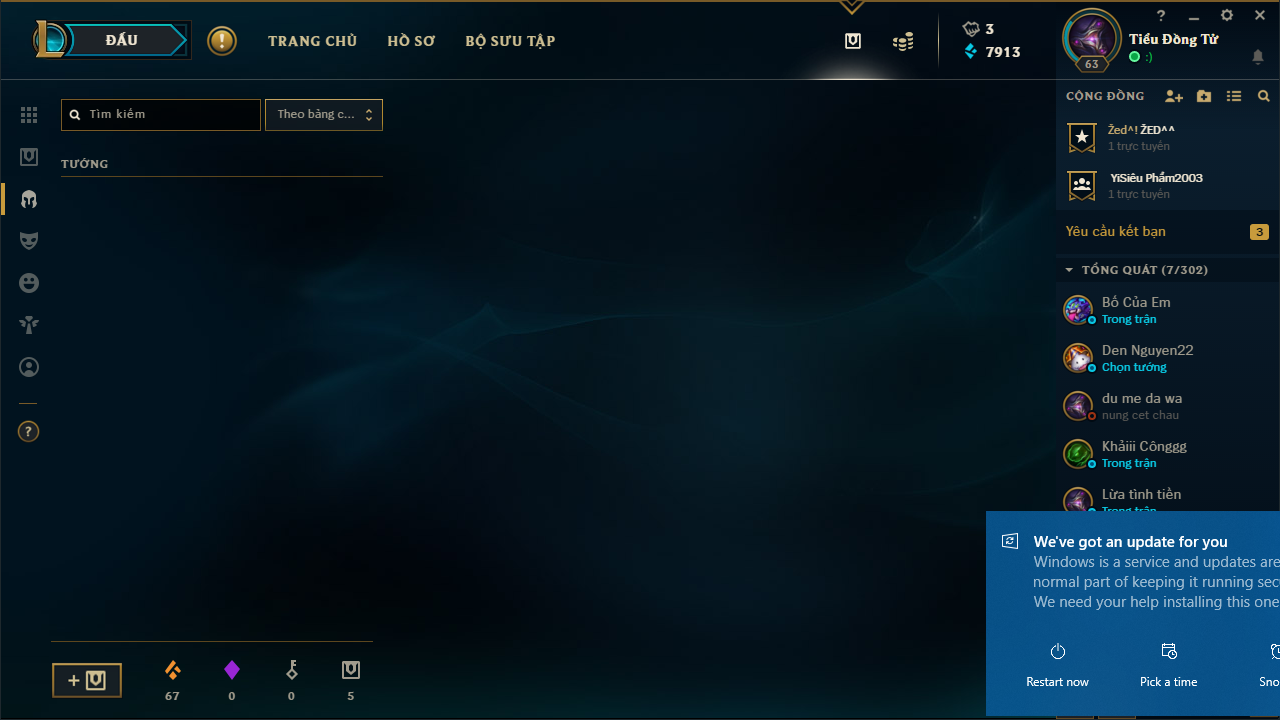 ĐẤU
TRANG CHỦ
HỒ SƠ
BỘ SƯU TẬP
3
7913
63
Tiểu Đồng Tử
:)
CỘNG ĐỒNG
Tìm kiếm
Theo bảng c...
TƯỚNG
Žed^! ŽED^^
1 trực tuyến
YiSiêu Phẩm2003
1 trực tuyến
Yêu cầu kết bạn
3
TỔNG QUÁT (7/302)
Bố Của Em
Trong trận
Den Nguyen22
Chọn tướng
du me da wa
nung cet chau
Khảiii Cônggg
Trong trận
Lừa tình tiền
Trong trận
We've got an update for you
Windows is a service and updates are
normal part of keeping it running sec
We need your help installing this one
Restart now
Pick a time
Sno
67
0
0
5